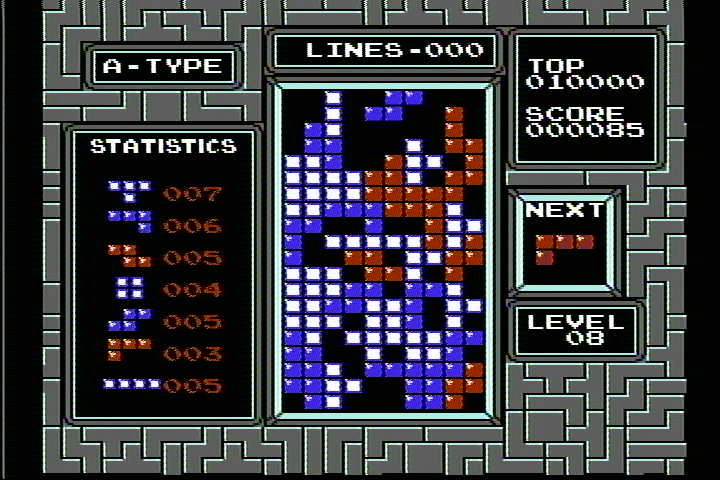 LINES-000
A-TYPE
TOP
010000
SCORE
000085
STATISTICS
007
006
005
004
005
003
005
NEXT
LEVEL
08